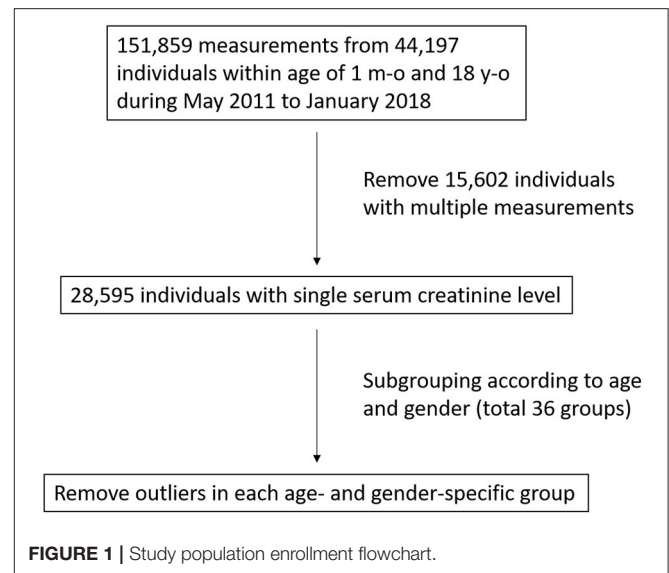 151,859 measurements from 44,197
individuals within age of 1 m-o and 18 y-o
during May 2011 to January 2018
Remove 15,602 individuals
with multiple measurements
28,595 individuals with single serum creatinine level
Subgrouping according to age
and gender (total 36 groups)
Remove outliers in each age- and gender-specific group
FIGURE 1 | Study population enrollment flowchart.